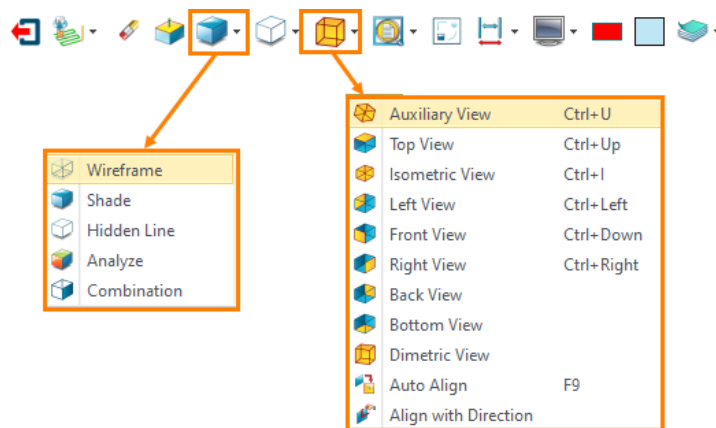 Wireframe
Shade
Hidden Line
Analyze
Combination
Auxiliary View Ctrl+U
Top View Ctrl+Up
Isometric View Ctrl+I
Left View Ctrl+Left
Front View Ctrl+Down
Right View Ctrl+Right
Back View
Bottom View
Dimetric View
Auto Align F9
Align with Direction